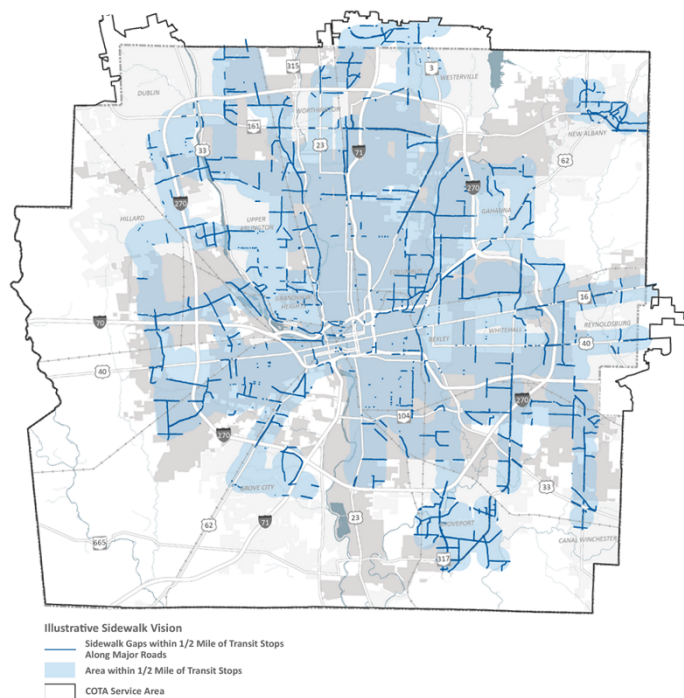 315
3
WESTERVILLE
DUBLIN
WORTHINGTON
161
23
33
71
NEW ALBANY
62
270
270
GAHANNA
HILLARD
UPPER
ARLINGTON
16
GRANDVIEW
HEIGHTS
70
BEXLEY
WHITEHALL
REYNOLDSBURG
40
40
270
104
270
33
GROVE CITY
62
71
23
GROVEPORT
CANAL WINCHESTER
665
317
Illustrative Sidewalk Vision
Sidewalk Gaps within 1/2 Mile of Transit Stops
Along Major Roads
Area within 1/2 Mile of Transit Stops
COTA Service Area